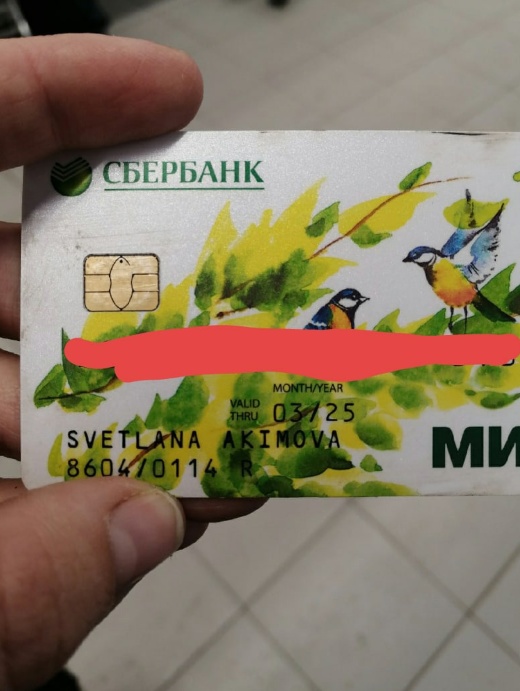 СБЕРБАНК
MONTH/YEAR
VALID THRU 03/25
SVETLANA AKIMOVA
8604/0114 R
МИ